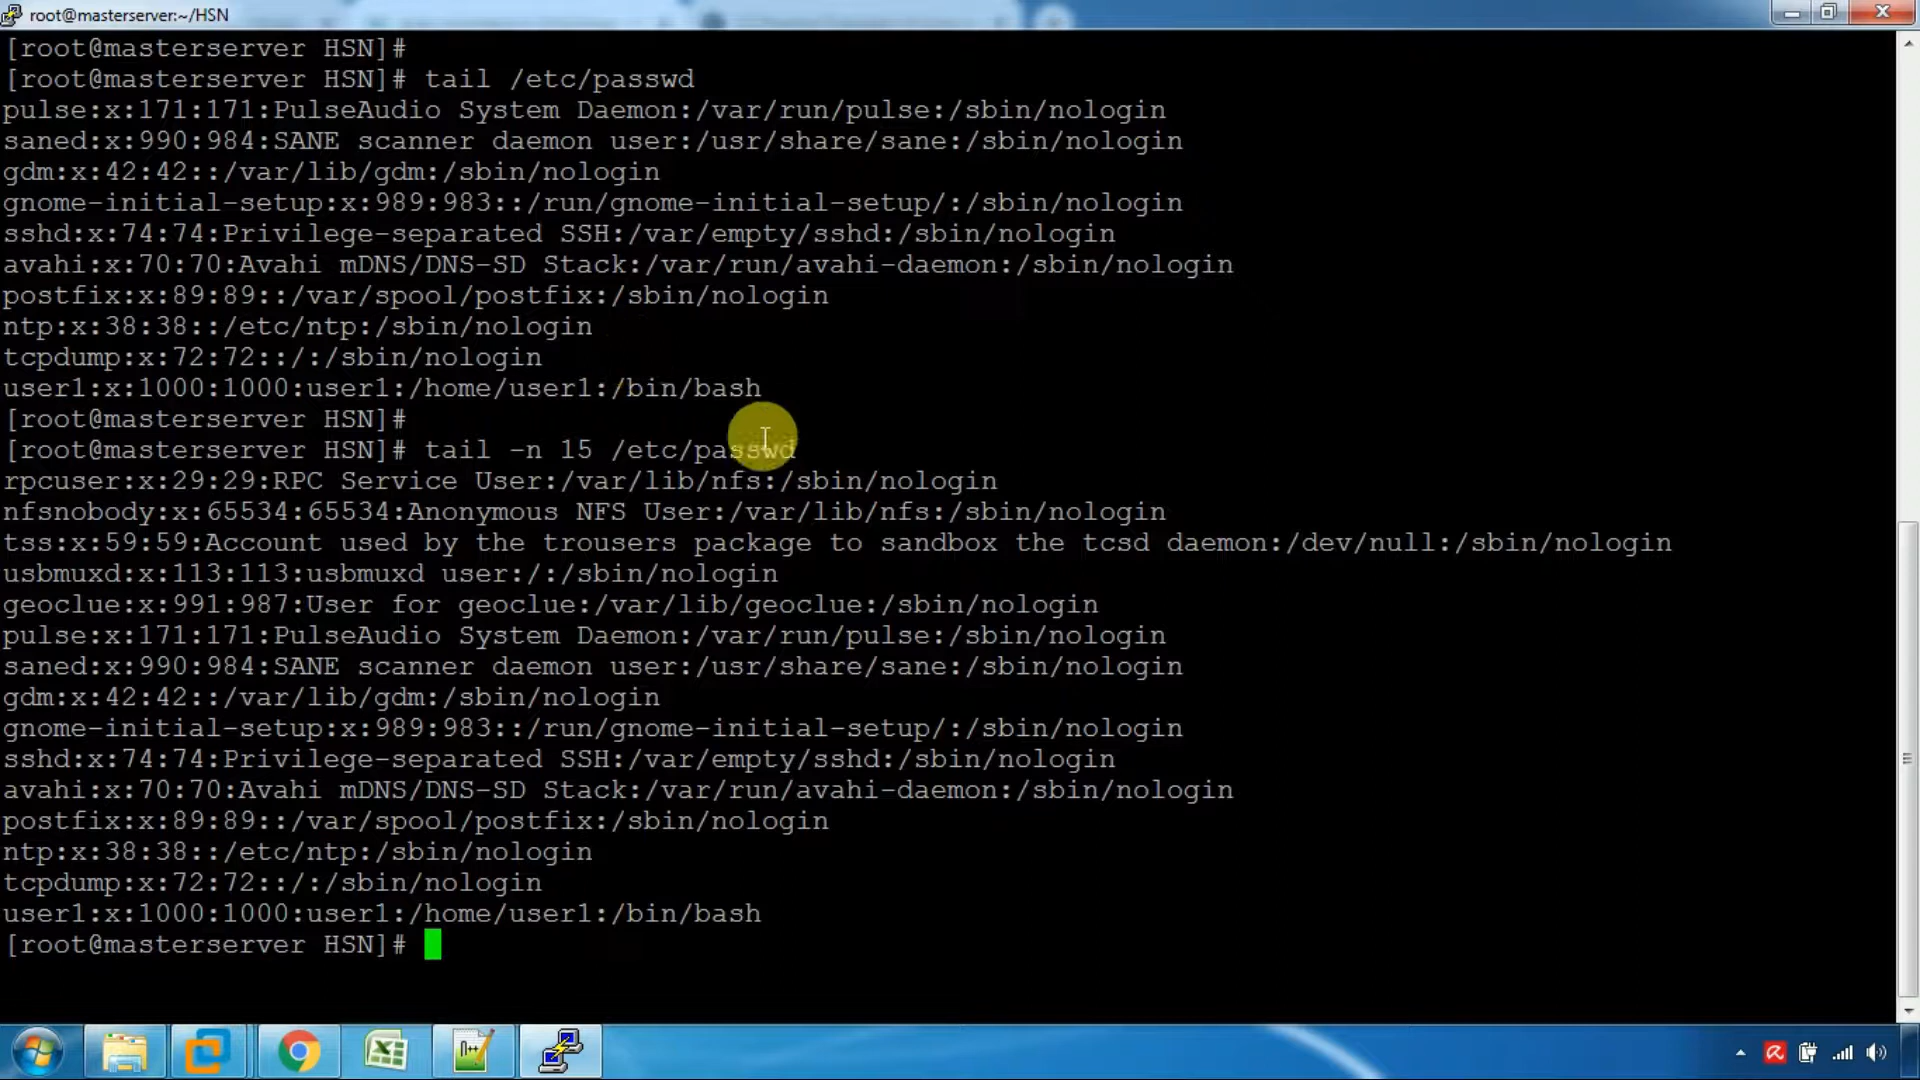 root@masterserver:~/HSN
[root@masterserver HSN]#
[root@masterserver HSN]# tail /etc/passwd
pulse:x:171:171:PulseAudio System Daemon:/var/run/pulse:/sbin/nologin
saned:x:990:984:SANE scanner daemon user:/usr/share/sane:/sbin/nologin
gdm:x:42:42::/var/lib/gdm:/sbin/nologin
gnome-initial-setup:x:989:983::/run/gnome-initial-setup/:/sbin/nologin
sshd:x:74:74:Privilege-separated SSH:/var/empty/sshd:/sbin/nologin
avahi:x:70:70:Avahi mDNS/DNS-SD Stack:/var/run/avahi-daemon:/sbin/nologin
postfix:x:89:89::/var/spool/postfix:/sbin/nologin
ntp:x:38:38::/etc/ntp:/sbin/nologin
tcpdump:x:72:72::/:/sbin/nologin
user1:x:1000:1000:user1:/home/user1:/bin/bash
[root@masterserver HSN]#
[root@masterserver HSN]# tail -n 15 /etc/passwd
rpcuser:x:29:29:RPC Service User:/var/lib/nfs:/sbin/nologin
nfsnobody:x:65534:65534:Anonymous NFS User:/var/lib/nfs:/sbin/nologin
tss:x:59:59:Account used by the trousers package to sandbox the tcsd daemon:/dev/null:/sbin/nologin
usbmuxd:x:113:113:usbmuxd user:/:/sbin/nologin
geoclue:x:991:987:User for geoclue:/var/lib/geoclue:/sbin/nologin
pulse:x:171:171:PulseAudio System Daemon:/var/run/pulse:/sbin/nologin
saned:x:990:984:SANE scanner daemon user:/usr/share/sane:/sbin/nologin
gdm:x:42:42::/var/lib/gdm:/sbin/nologin
gnome-initial-setup:x:989:983::/run/gnome-initial-setup/:/sbin/nologin
sshd:x:74:74:Privilege-separated SSH:/var/empty/sshd:/sbin/nologin
avahi:x:70:70:Avahi mDNS/DNS-SD Stack:/var/run/avahi-daemon:/sbin/nologin
postfix:x:89:89::/var/spool/postfix:/sbin/nologin
ntp:x:38:38::/etc/ntp:/sbin/nologin
tcpdump:x:72:72::/:/sbin/nologin
user1:x:1000:1000:user1:/home/user1:/bin/bash
[root@masterserver HSN]#